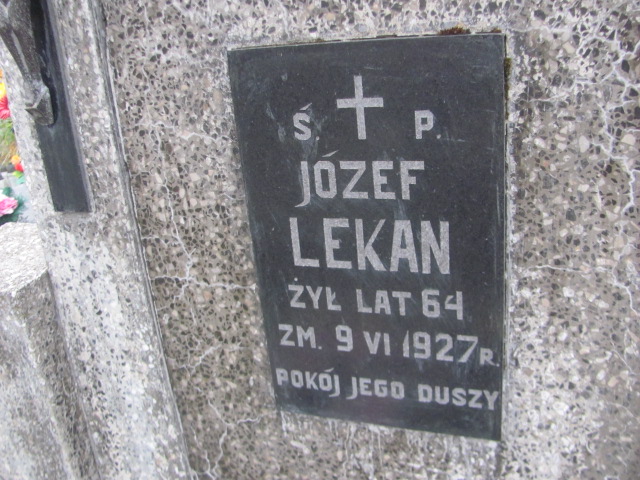 Ś P.
JÓZEF
LEKAN
ŻYŁ LAT 64
ZM. 9 VI 1927 R.
POKÓJ JEGO DUSZY